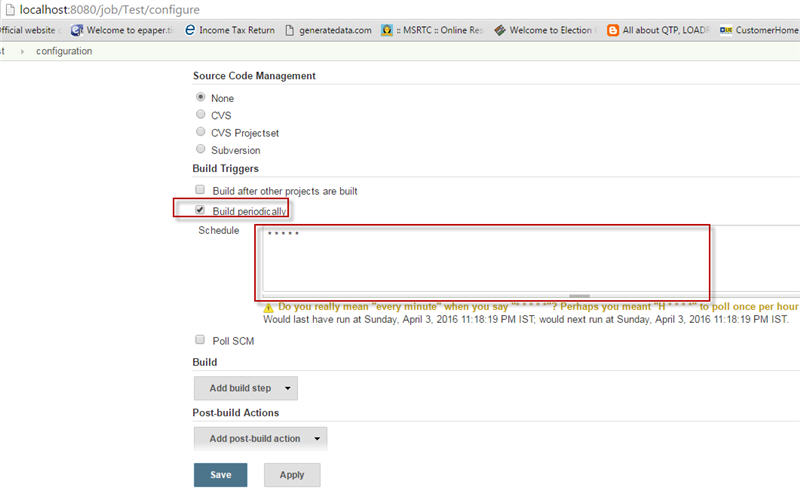 localhost:8080/job/Test/configure
Official website Welcome to epaper.ti Income Tax Return generatedata.com :: MSRTC :: Online Res Welcome to Election All about QTP, LOADR CustomerHome
st › configuration
Source Code Management
None
CVS
CVS Projectset
Subversion
Build Triggers
Build after other projects are built
Build periodically
Schedule * * * * *
Do you really mean "every minute" when you say "* * * * *"? Perhaps you meant "H * * * *" to poll once per hour
Would last have run at Sunday, April 3, 2016 11:18:19 PM IST; would next run at Sunday, April 3, 2016 11:18:19 PM IST.
Poll SCM
Build
Add build step
Post-build Actions
Add post-build action
Save Apply